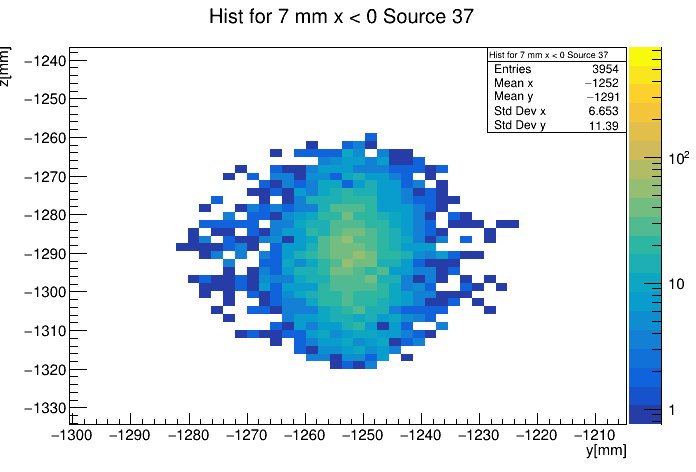 Hist for 7 mm x < 0 Source 37
z[mm]
Hist for 7 mm x < 0 Source 37
Entries 3954
Mean x −1252
Mean y −1291
Std Dev x 6.653
Std Dev y 11.39
−1240
−1250
−1260
−1270
−1280
−1290
−1300
−1310
−1320
−1330
10²
10
1
−1300 −1290 −1280 −1270 −1260 −1250 −1240 −1230 −1220 −1210
y[mm]